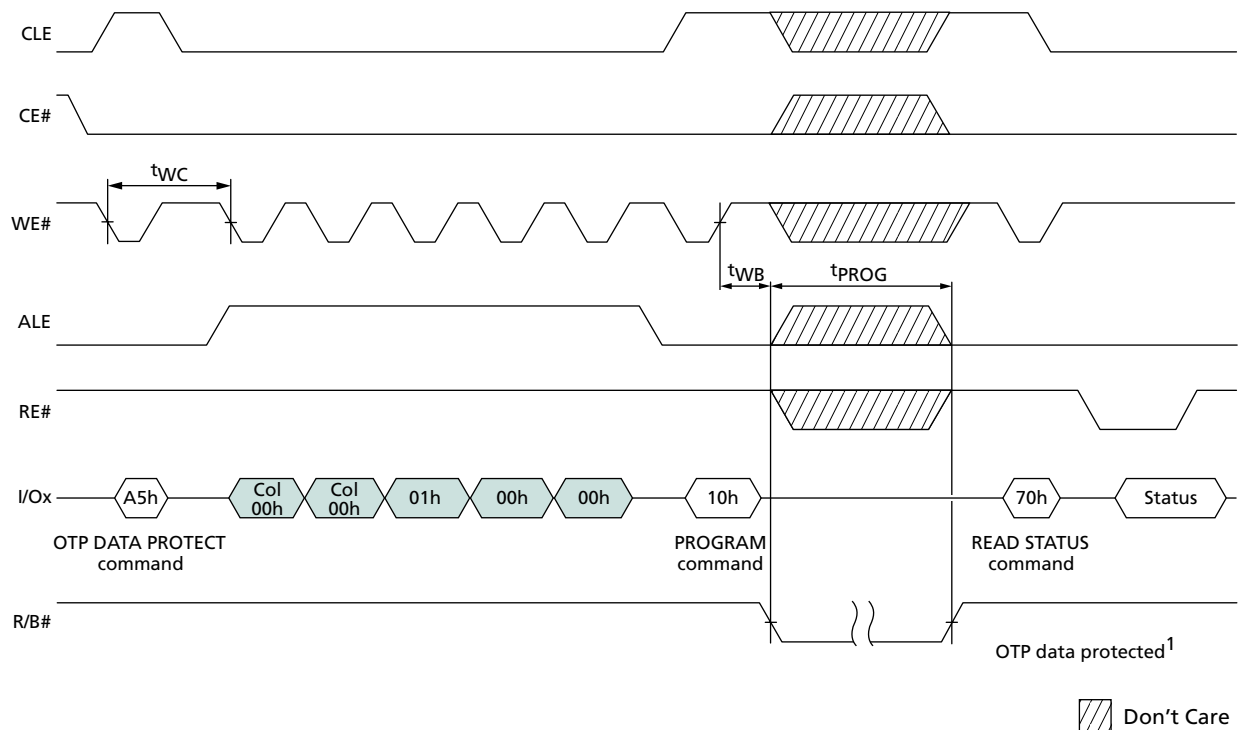 CLE
CE#
tWC
WE#
tWB
tPROG
ALE
RE#
I/Ox
A5h
Col
00h
Col
00h
01h
00h
00h
10h
70h
Status
OTP DATA PROTECT
command
PROGRAM
command
READ STATUS
command
R/B#
OTP data protected1
Don't Care